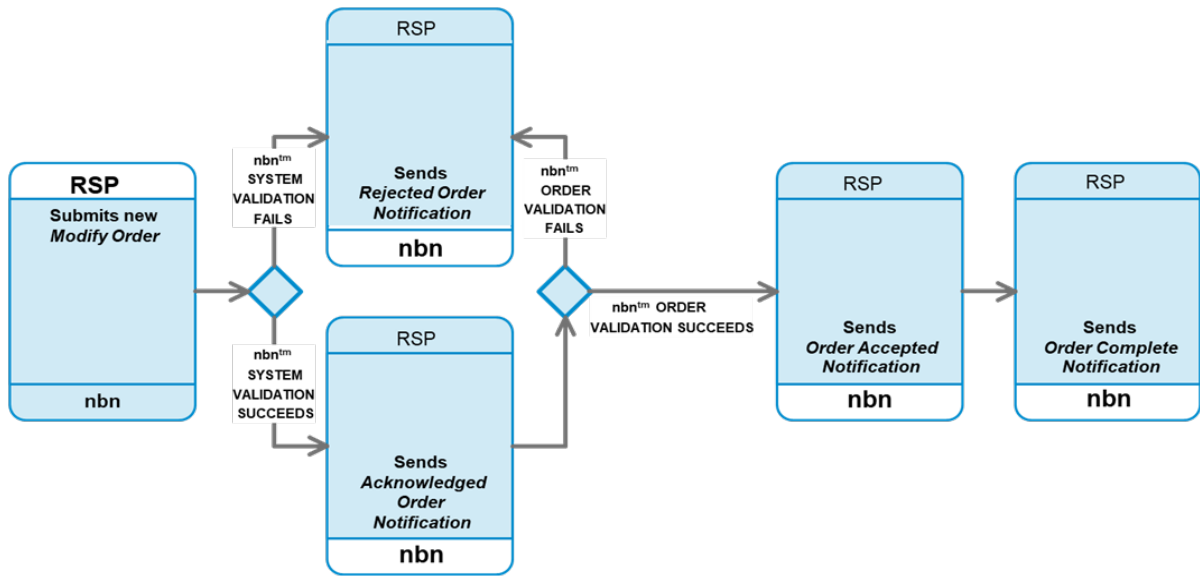 RSP
Submits new
Modify Order
nbn
nbn™
SYSTEM
VALIDATION
FAILS
nbn™
SYSTEM
VALIDATION
SUCCEEDS
RSP
Sends
Rejected Order
Notification
nbn
RSP
Sends
Acknowledged
Order
Notification
nbn
nbn™
ORDER
VALIDATION
FAILS
nbn™ ORDER
VALIDATION SUCCEEDS
RSP
Sends
Order Accepted
Notification
nbn
RSP
Sends
Order Complete
Notification
nbn